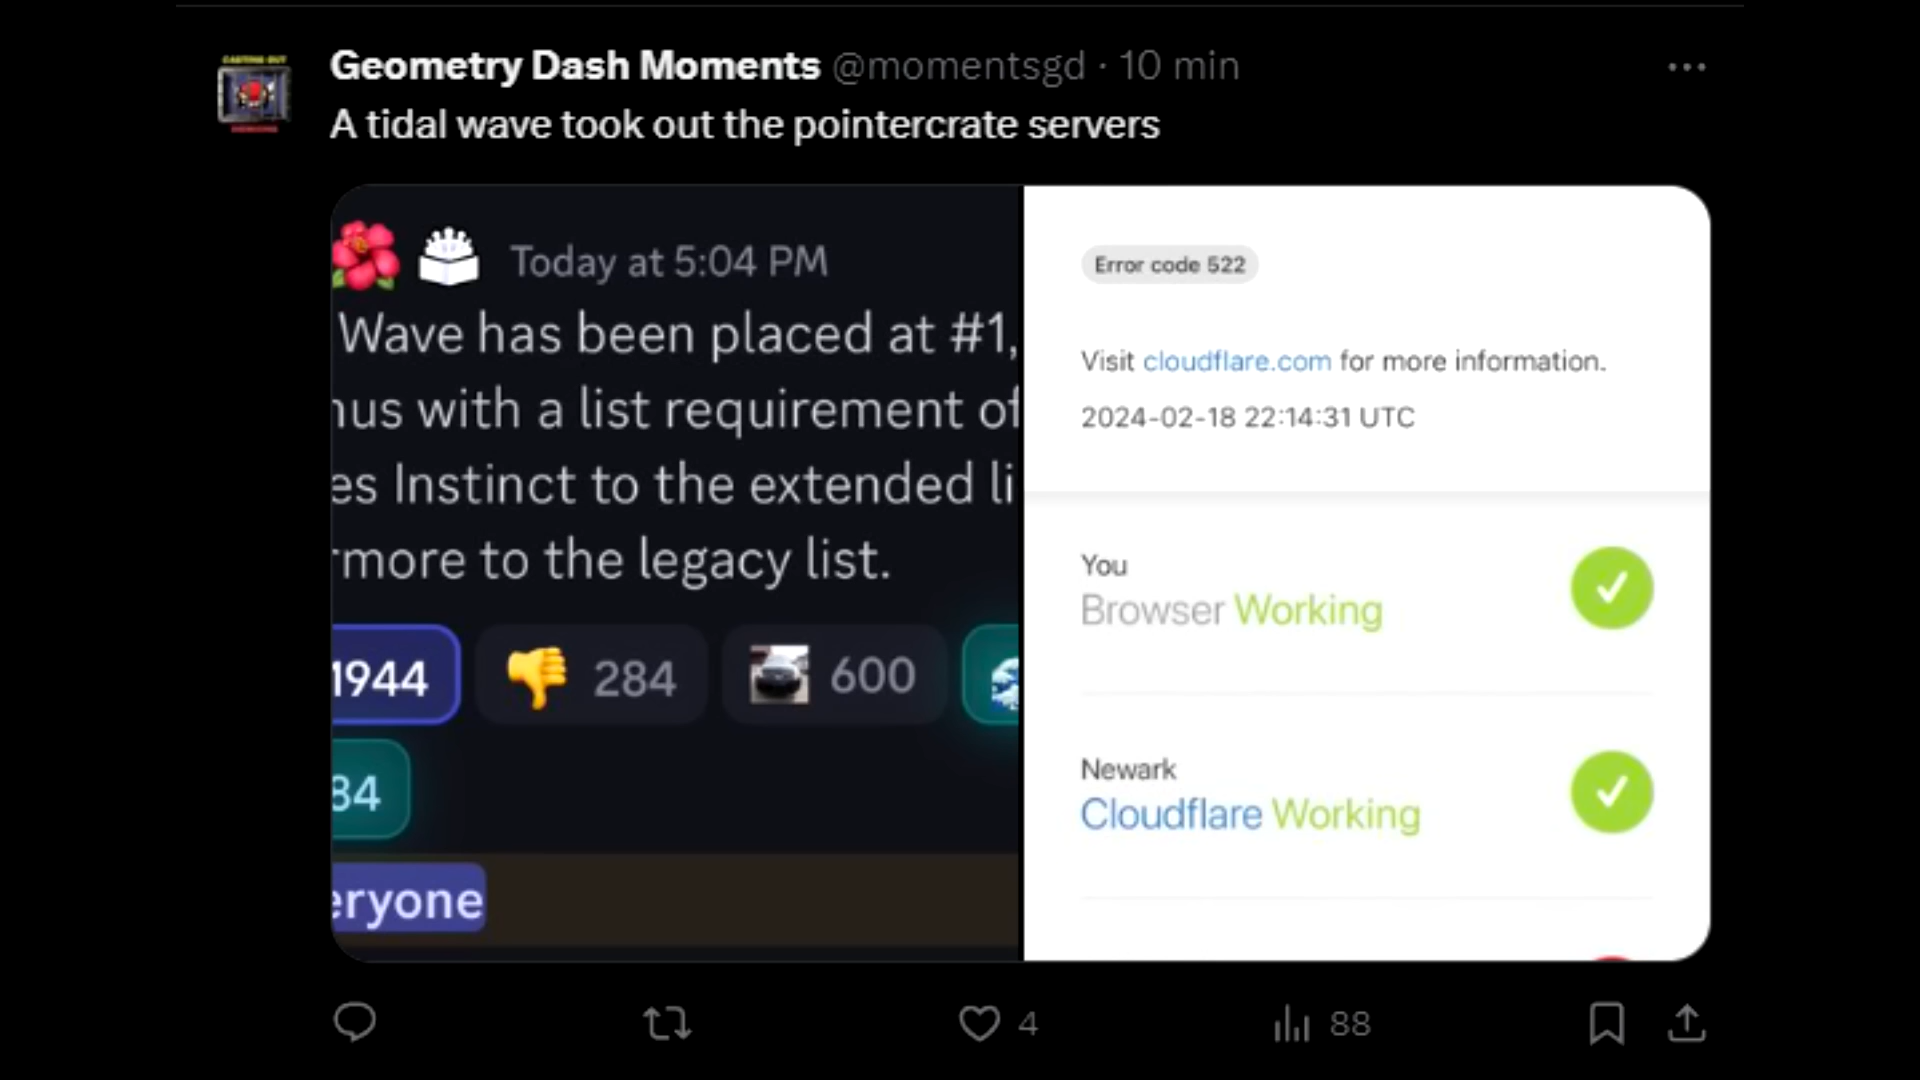 Geometry Dash Moments @momentsgd · 10 min
A tidal wave took out the pointercrate servers
Today at 5:04 PM
Wave has been placed at #1,
nus with a list requirement of
es Instinct to the extended li
rmore to the legacy list.
1944 284 600
84
eryone
Error code 522
Visit cloudflare.com for more information.
2024-02-18 22:14:31 UTC
You
Browser Working
Newark
Cloudflare Working
4 88